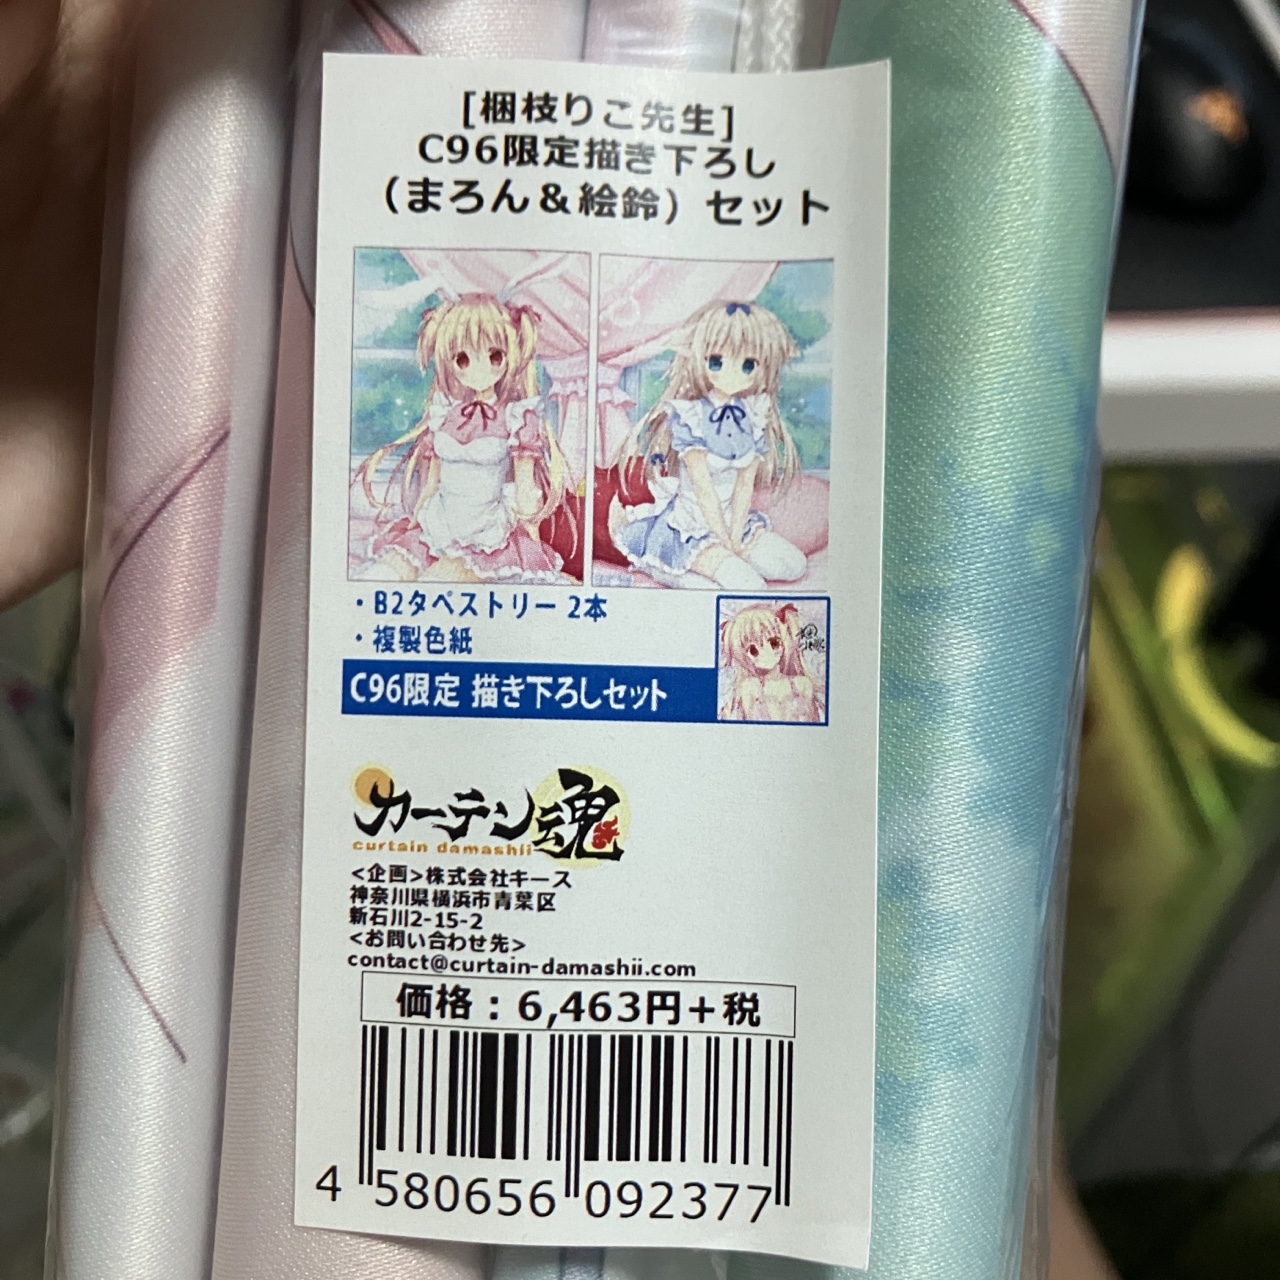 [梱枝りこ先生]
C96限定描き下ろし
（まろん＆絵鈴）セット
・B2タペストリー 2本
・複製色紙
C96限定 描き下ろしセット
カーテン魂
curtain damashii
<企画>株式会社キース
神奈川県横浜市青葉区
新石川2-15-2
<お問い合わせ先>
contact@curtain-damashii.com
価格：6,463円＋税
4 580656 092377